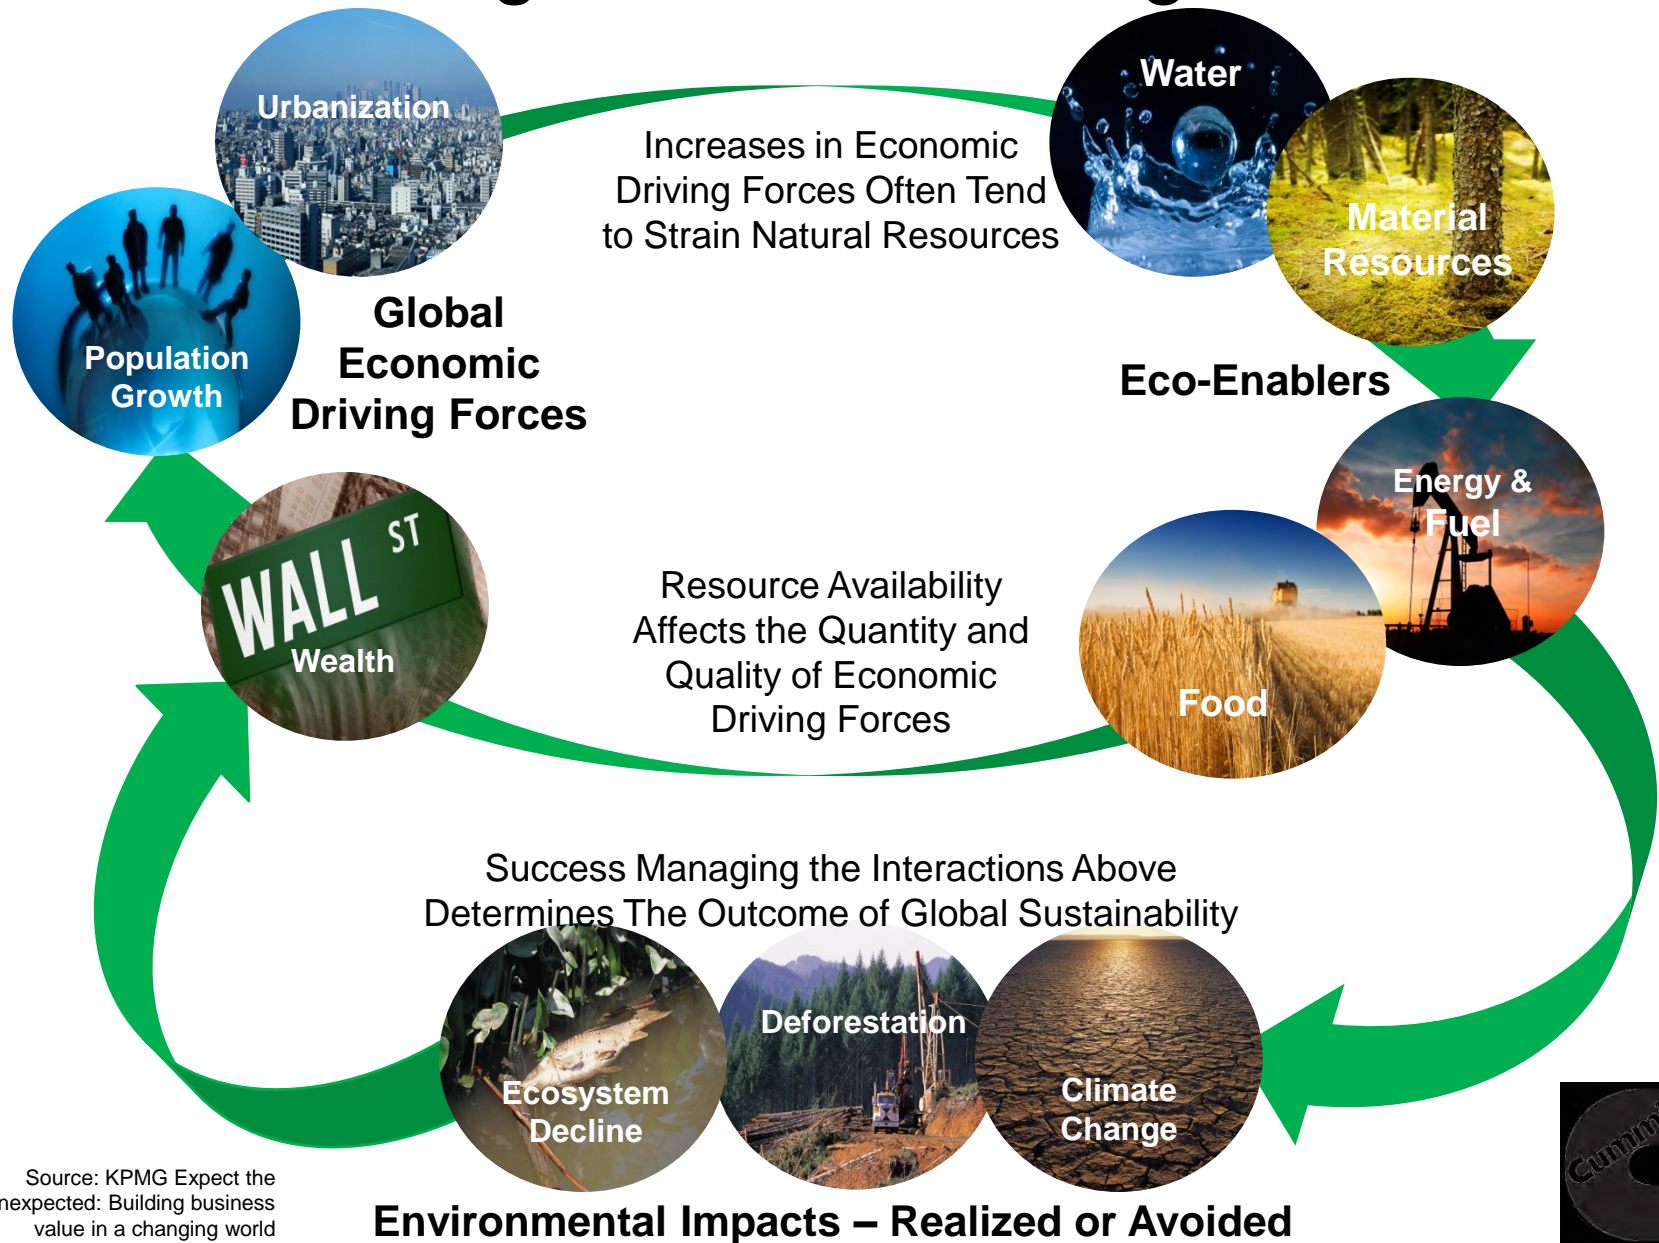 Urbanization
Water
Increases in Economic
Driving Forces Often Tend
to Strain Natural Resources
Material
Resources
Population
Growth
Global
Economic
Driving Forces
Eco-Enablers
Energy &
Fuel
WALL ST
Wealth
Resource Availability
Affects the Quantity and
Quality of Economic
Driving Forces
Food
Success Managing the Interactions Above
Determines The Outcome of Global Sustainability
Ecosystem
Decline
Deforestation
Climate
Change
Source: KPMG Expect the
nexpected: Building business
value in a changing world
Environmental Impacts – Realized or Avoided